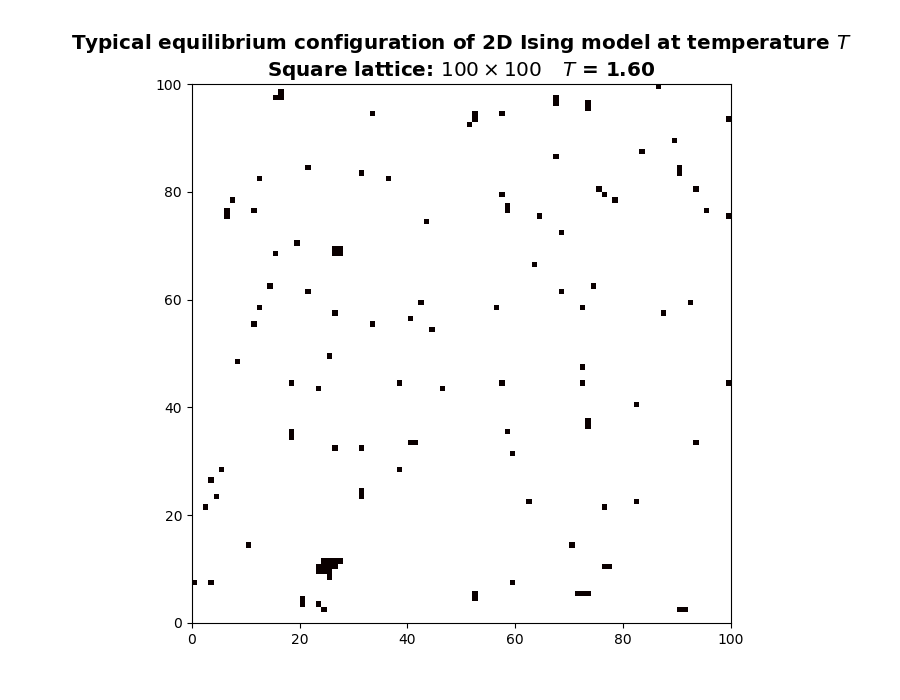 Typical equilibrium configuration of 2D Ising model at temperature T
Square lattice: 100 × 100 T = 1.60
100
80
60
40
20
0
0 20 40 60 80 100